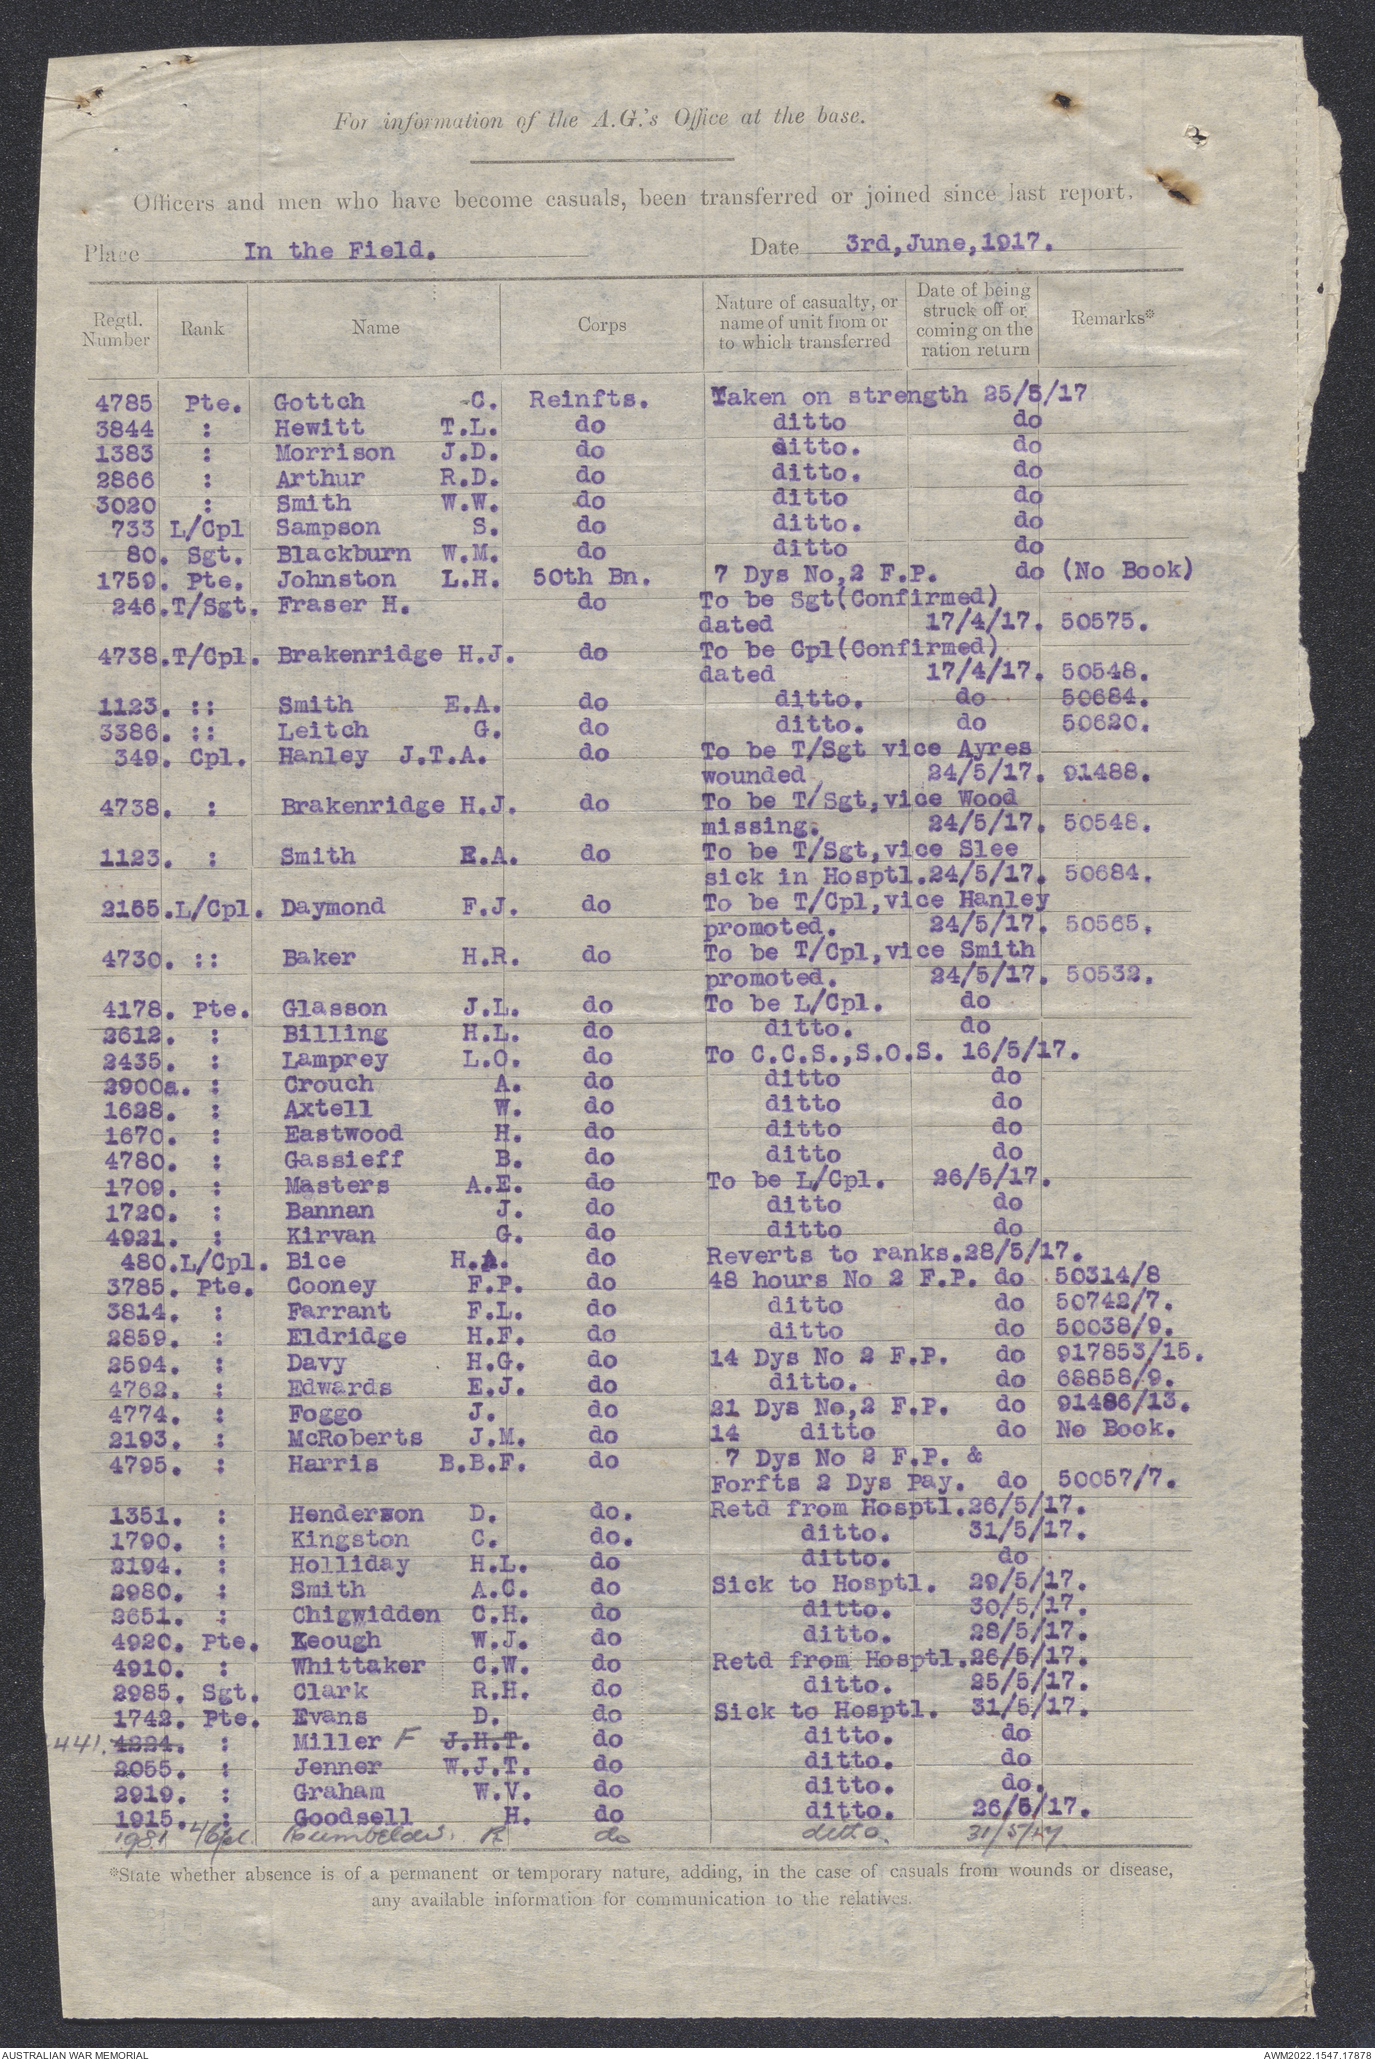 For information of the A.G.'s Office at the base.
Officers and men who have become casuals, been transferred or joined since last report.
Place In the Field. Date 3rd,June,1917.
Regtl. Number Rank Name Corps Nature of casualty, or name of unit from or to which transferred Date of being struck off or coming on the ration return Remarks*
4785 Pte. Gottch C. Reinfts. Taken on strength 25/5/17
3844 : Hewitt T.L. do ditto do
1383 : Morrison J.D. do ditto. do
2866 : Arthur R.D. do ditto. do
3020 : Smith W.W. do ditto do
733 L/Cpl Sampson S. do ditto. do
80. Sgt. Blackburn W.M. do ditto do
1759. Pte. Johnston L.H. 50th Bn. 7 Dys No,2 F.P. do (No Book)
246. T/Sgt. Fraser H. do To be Sgt(Confirmed)
dated 17/4/17. 50575.
4738. T/Cpl. Brakenridge H.J. do To be Cpl(Confirmed)
dated 17/4/17. 50548.
1123. :: Smith E.A. do ditto. do 50684.
3386. :: Leitch G. do ditto. do 50620.
349. Cpl. Hanley J.T.A. do To be T/Sgt vice Ayres
wounded 24/5/17. 91488.
4738. : Brakenridge H.J. do To be T/Sgt,vice Wood
missing. 24/5/17. 50548.
1123. : Smith E.A. do To be T/Sgt,vice Slee
sick in Hosptl.24/5/17. 50684.
2165. L/Cpl. Daymond F.J. do To be T/Cpl,vice Hanley
promoted. 24/5/17. 50565.
4730. :: Baker H.R. do To be T/Cpl,vice Smith
promoted. 24/5/17. 50532.
4178. Pte. Glasson J.L. do To be L/Cpl. do
2612. : Billing H.L. do ditto. do
2435. : Lamprey L.O. do To C.C.S.,S.O.S. 16/5/17.
2900a. : Crouch A. do ditto do
1628. : Axtell W. do ditto do
1670. : Eastwood H. do ditto do
4780. : Gassieff B. do ditto do
1709. : Masters A.E. do To be L/Cpl. 26/5/17.
1720. : Bannan J. do ditto do
4921. : Kirvan G. do ditto do
480. L/Cpl. Bice H.A. do Reverts to ranks.28/5/17.
3785. Pte. Cooney F.P. do 48 hours No 2 F.P. do 50314/8
3814. : Farrant F.L. do ditto do 50742/7.
2859. : Eldridge H.F. do ditto do 50038/9.
2594. : Davy H.G. do 14 Dys No 2 F.P. do 917853/15.
4762. : Edwards E.J. do ditto. do 68858/9.
4774. : Foggo J. do 21 Dys No,2 F.P. do 91486/13.
2193. : McRoberts J.M. do 14 ditto do No Book.
4795. : Harris B.B.F. do 7 Dys No 2 F.P. &
Forfts 2 Dys Pay. do 50057/7.
1351. : Henderson D. do. Retd from Hosptl.26/5/17.
1790. : Kingston C. do. ditto. 31/5/17.
2194. : Holliday H.L. do ditto. do
2980. : Smith A.C. do Sick to Hosptl. 29/5/17.
2651. : Chigwidden C.H. do ditto. 30/5/17.
4920. Pte. Keough W.J. do ditto. 28/5/17.
4910. : Whittaker C.W. do Retd from Hosptl.26/5/17.
2985. Sgt. Clark R.H. do ditto. 25/5/17.
1742. Pte. Evans D. do Sick to Hosptl. 31/5/17.
441. 4224. : Miller F J.H.T. do ditto. do
2055. : Jenner W.J.T. do ditto. do
2919. : Graham W.V. do ditto. do.
1915. : Goodsell H. do ditto. 26/5/17.
1981 L/Cpl. R. do ditto. 31/5/17
*State whether absence is of a permanent or temporary nature, adding, in the case of casuals from wounds or disease,
any available information for communication to the relatives.
AUSTRALIAN WAR MEMORIAL AWM2022.1547.17878